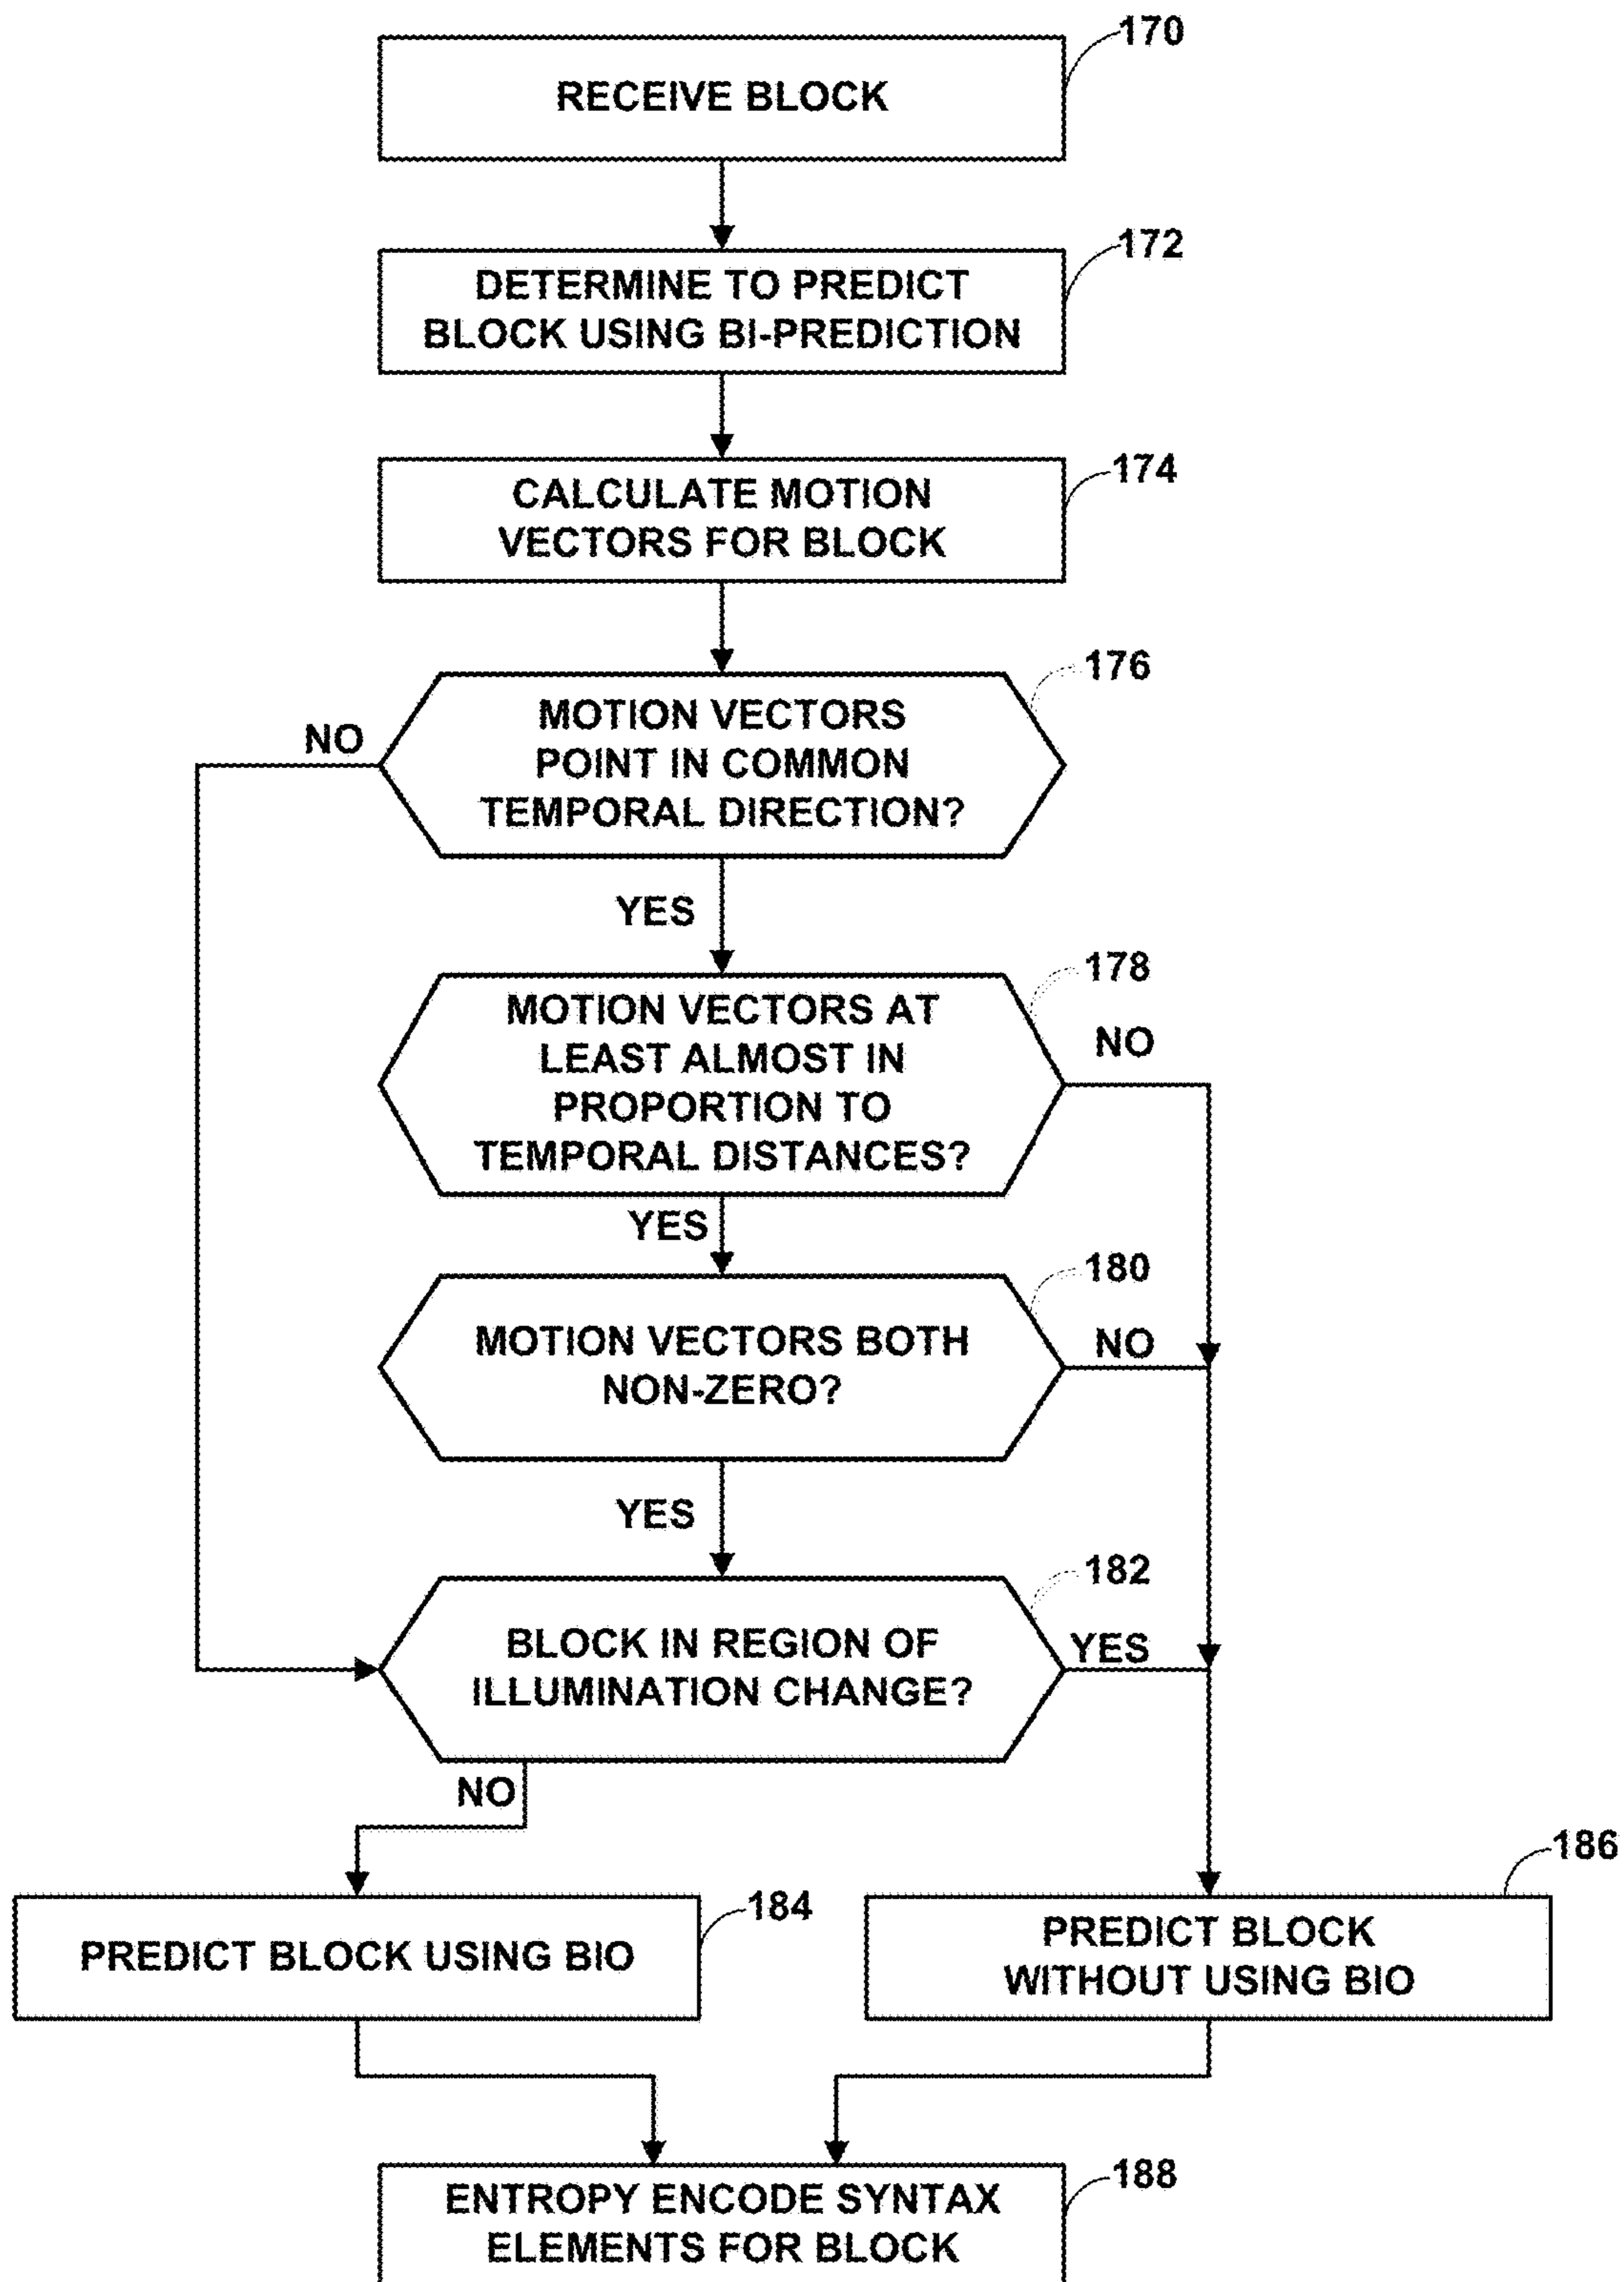 170
RECEIVE BLOCK
172
DETERMINE TO PREDICT
BLOCK USING BI-PREDICTION
174
CALCULATE MOTION
VECTORS FOR BLOCK
176
MOTION VECTORS
POINT IN COMMON
TEMPORAL DIRECTION?
NO
YES
178
MOTION VECTORS AT
LEAST ALMOST IN
PROPORTION TO
TEMPORAL DISTANCES?
NO
YES
180
MOTION VECTORS BOTH
NON-ZERO?
NO
YES
182
BLOCK IN REGION OF
ILLUMINATION CHANGE?
YES
NO
184
PREDICT BLOCK USING BIO
186
PREDICT BLOCK
WITHOUT USING BIO
188
ENTROPY ENCODE SYNTAX
ELEMENTS FOR BLOCK